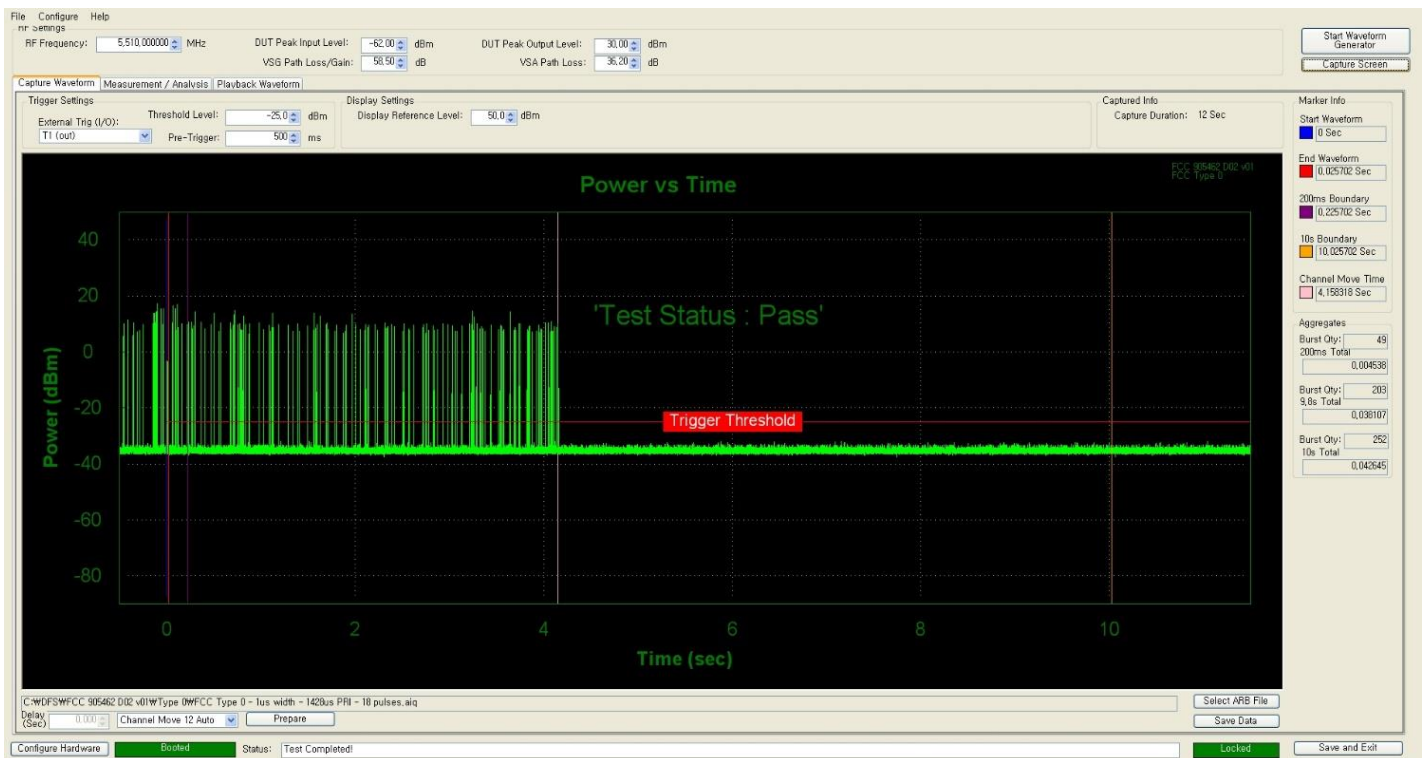 File Configure Help
RF Settings
RF Frequency: 5,510,000000 MHz DUT Peak Input Level: -62,00 dBm DUT Peak Output Level: 30,00 dBm
VSG Path Loss/Gain: 58,50 dB VSA Path Loss: 36,20 dB
Start Waveform
Generator
Capture Screen
Capture Waveform Measurement / Analysis Playback Waveform
Trigger Settings
External Trig (I/O): Threshold Level: -25,0 dBm
T1 (out) Pre-Trigger: 500 ms
Display Settings
Display Reference Level: 50,0 dBm
Captured Info
Capture Duration: 12 Sec
Marker Info
Start Waveform
0 Sec
End Waveform
0,025702 Sec
200ms Boundary
0,225702 Sec
10s Boundary
10,025702 Sec
Channel Move Time
4,158318 Sec
Aggregates
Burst Qty: 49
200ms Total
0,004538
Burst Qty: 203
9,8s Total
0,038107
Burst Qty: 252
10s Total
0,042645
FCC 905462 D02 v01
FCC Type 0
Power vs Time
'Test Status : Pass'
Trigger Threshold
Power (dBm)
40
20
0
-20
-40
-60
-80
0 2 4 6 8 10
Time (sec)
C:₩DFS₩FCC 905462 D02 v01₩Type 0₩FCC Type 0 - 1us width - 1428us PRI - 18 pulses,aiq
Select ARB File
Delay
(Sec) 0,000 Channel Move 12 Auto Prepare
Save Data
Configure Hardware Booted Status: Test Completed! Locked Save and Exit